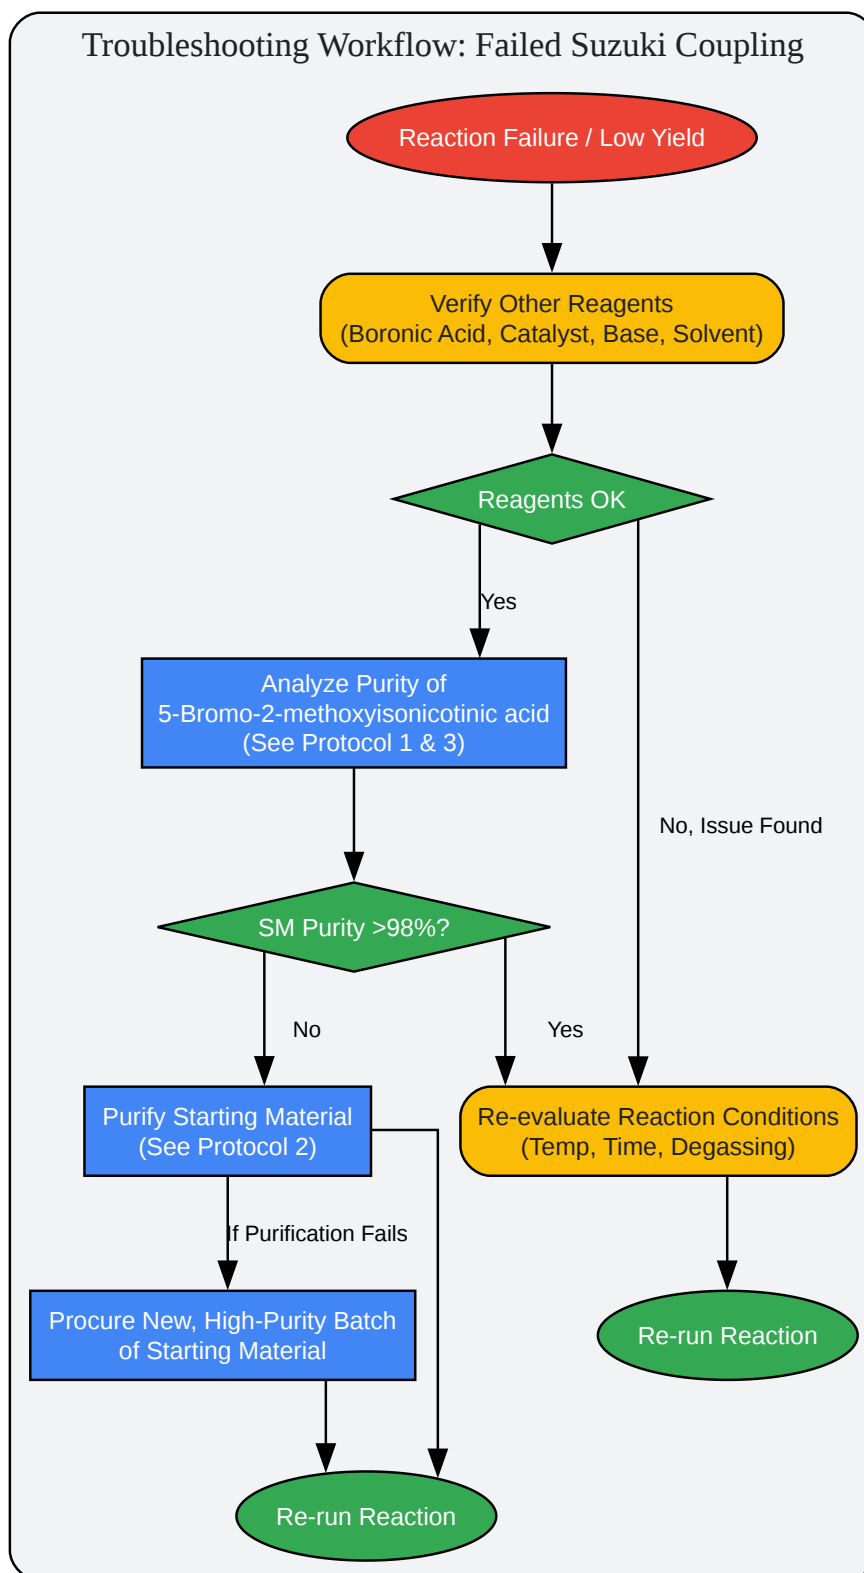 Troubleshooting Workflow: Failed Suzuki Coupling
Reaction Failure / Low Yield
Verify Other Reagents
(Boronic Acid, Catalyst, Base, Solvent)
Reagents OK
Yes
Analyze Purity of
5-Bromo-2-methoxyisonicotinic acid
(See Protocol 1 & 3)
No, Issue Found
SM Purity >98%?
No
Yes
Purify Starting Material
(See Protocol 2)
Re-evaluate Reaction Conditions
(Temp, Time, Degassing)
If Purification Fails
Procure New, High-Purity Batch
of Starting Material
Re-run Reaction
Re-run Reaction